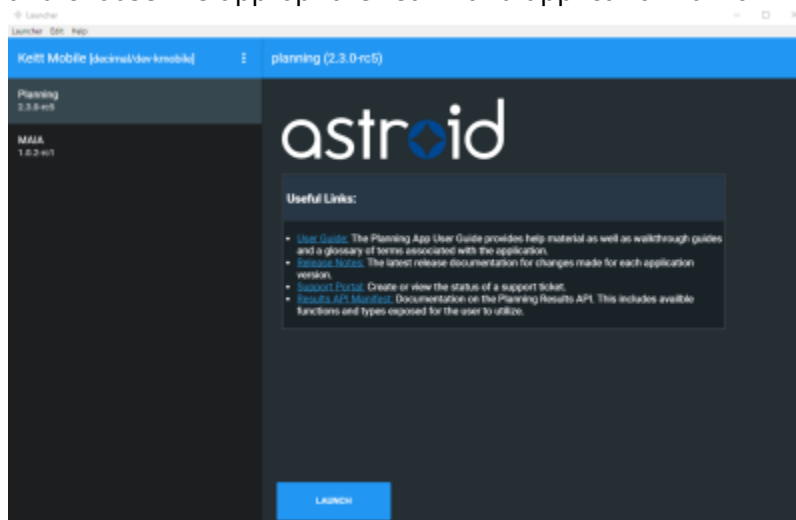 Launcher
Launcher Edit Help
Keitt Mobile [decimal/dev-kmobile]
planning (2.3.0-rc5)
Planning
2.3.0-rc5
MAIA
1.0.2-rc1
astroid
Useful Links:
• User Guide: The Planning App User Guide provides help material as well as walkthrough guides
and a glossary of terms associated with the application.
• Release Notes: The latest release documentation for changes made for each application
version.
• Support Portal: Create or view the status of a support ticket.
• Results API Manifest: Documentation on the Planning Results API. This includes availble
functions and types exposed for the user to utilize.
LAUNCH